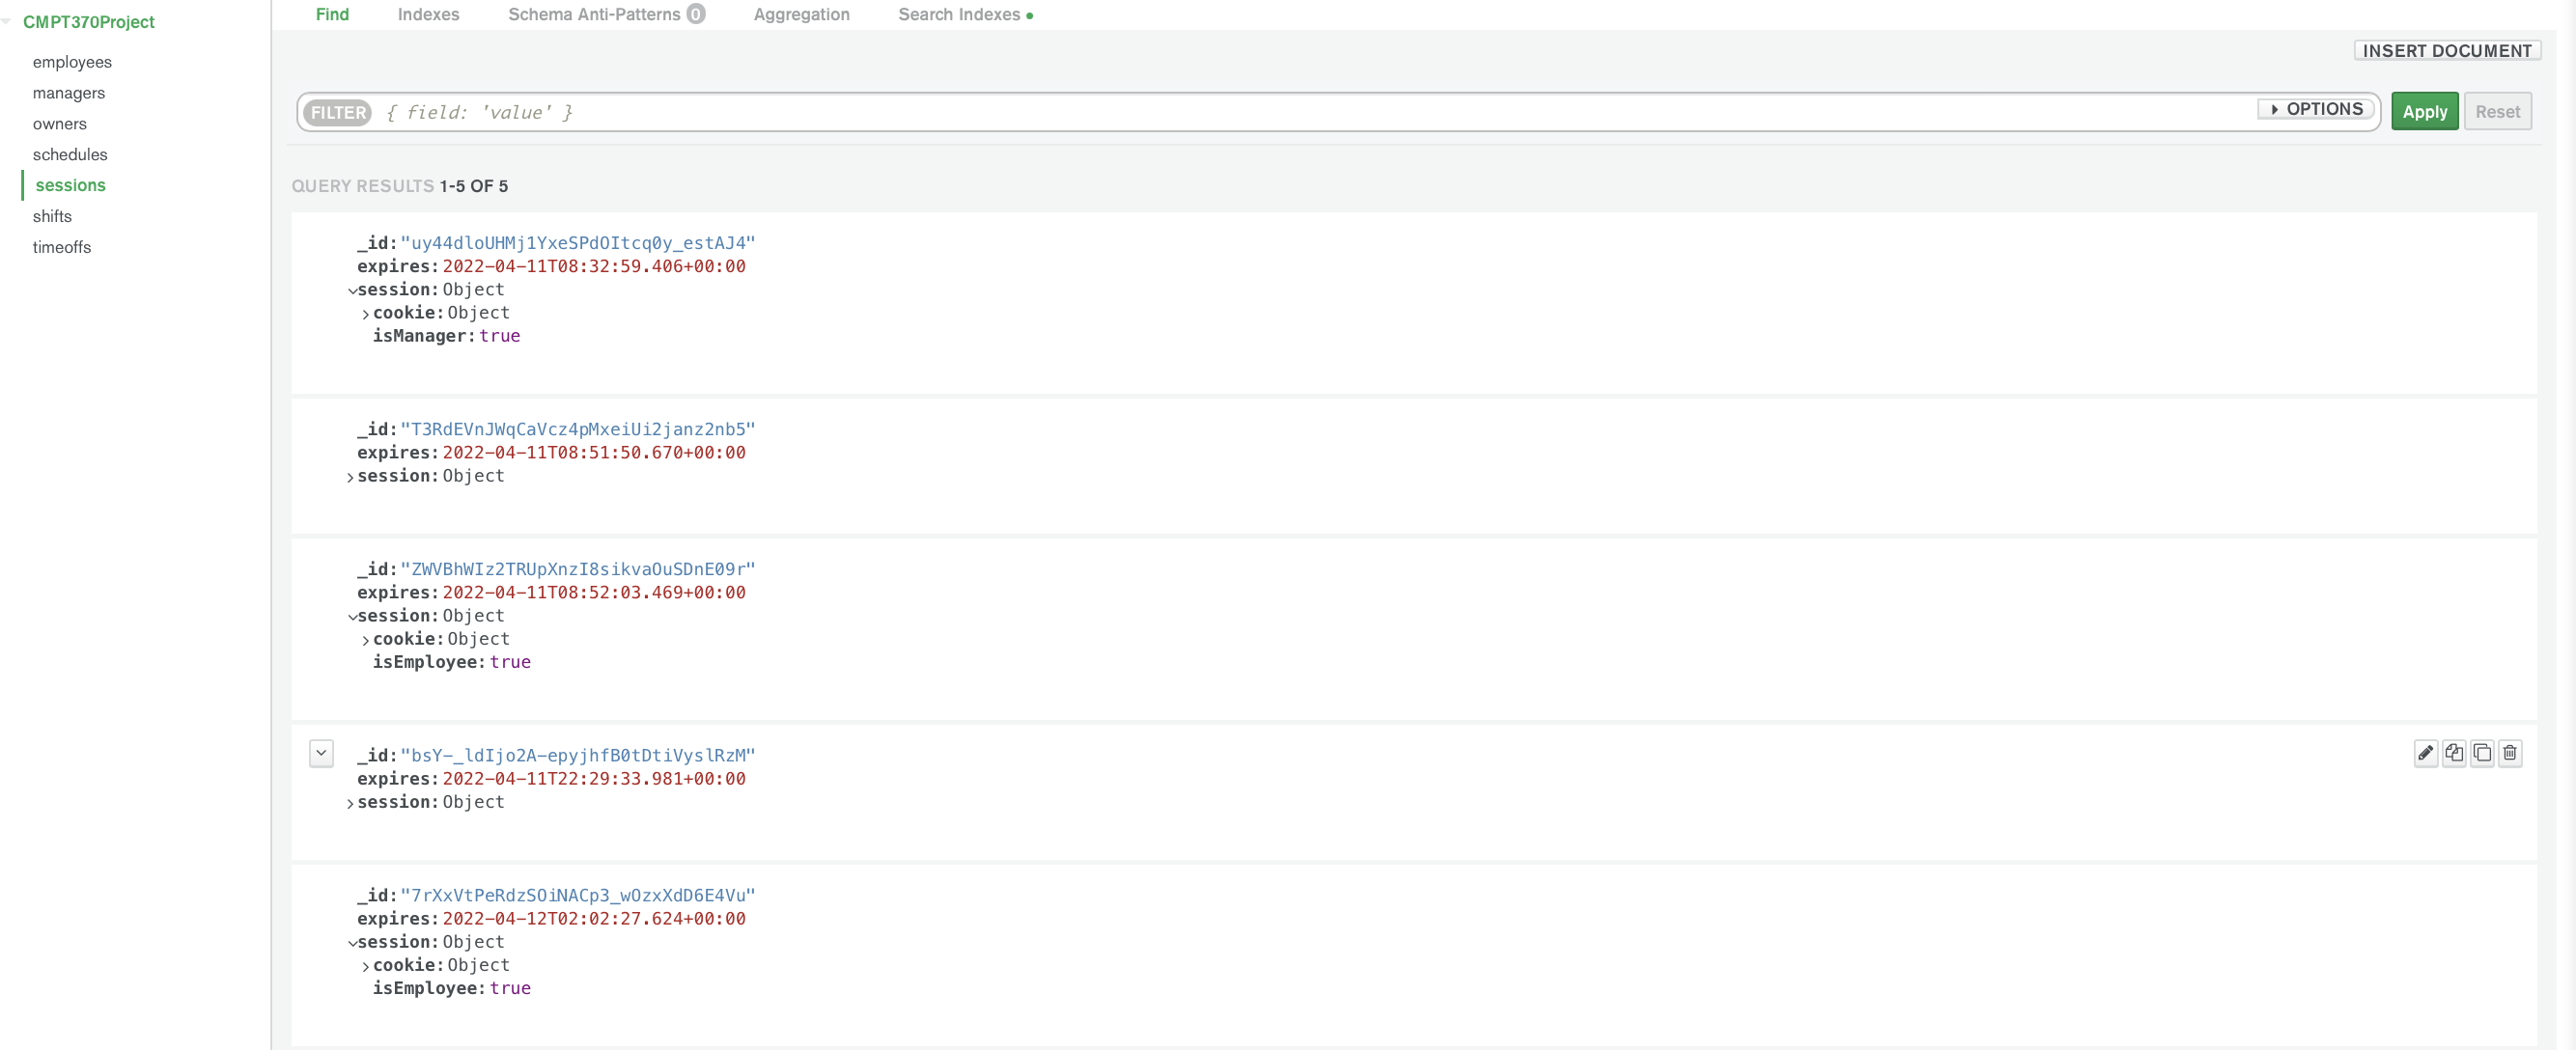 CMPT370Project
employees
managers
owners
schedules
sessions
shifts
timeoffs
Find Indexes Schema Anti-Patterns 0 Aggregation Search Indexes
INSERT DOCUMENT
FILTER { field: 'value' } OPTIONS Apply Reset
QUERY RESULTS 1-5 OF 5
_id: "uy44dloUHMj1YxeSPdOItcq0y_estAJ4"
expires: 2022-04-11T08:32:59.406+00:00
session: Object
cookie: Object
isManager: true
_id: "T3RdEVnJWqCaVcz4pMxeiUi2janz2nb5"
expires: 2022-04-11T08:51:50.670+00:00
session: Object
_id: "ZWVBhWIz2TRUpXnzI8sikvaOuSDnE09r"
expires: 2022-04-11T08:52:03.469+00:00
session: Object
cookie: Object
isEmployee: true
_id: "bsY-_ldIjo2A-epyjhfB0tDtiVyslRzM"
expires: 2022-04-11T22:29:33.981+00:00
session: Object
_id: "7rXxVtPeRdzSOiNACp3_wOzxXdD6E4Vu"
expires: 2022-04-12T02:02:27.624+00:00
session: Object
cookie: Object
isEmployee: true